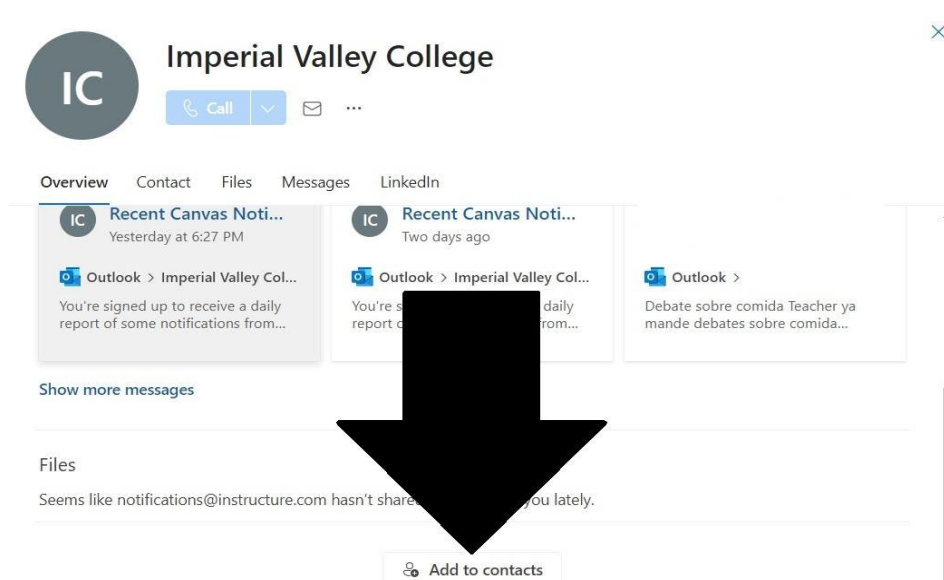 IC
Imperial Valley College
Call
Overview Contact Files Messages LinkedIn
IC
Recent Canvas Noti...
Yesterday at 6:27 PM
Outlook > Imperial Valley Col...
You're signed up to receive a daily
report of some notifications from...
IC
Recent Canvas Noti...
Two days ago
Outlook > Imperial Valley Col...
You're daily
report
Outlook >
Debate sobre comida Teacher ya
mande debates sobre comida...
Show more messages
Files
Seems like notifications@instructure.com hasn't you lately.
Add to contacts